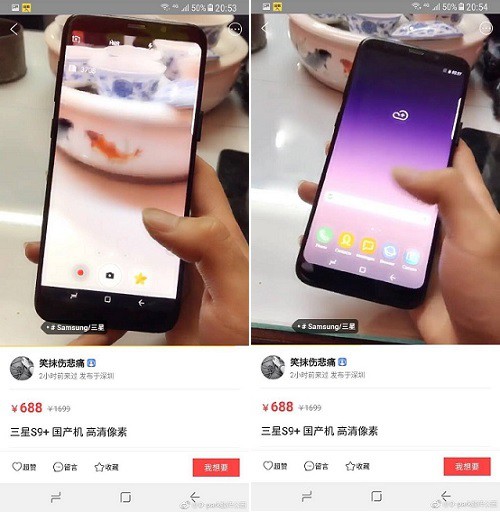 50% 20:53
# Samsung/三星
笑抹伤悲痛
2小时前来过 发布于深圳
¥688 ¥1699
三星S9+ 国产机 高清像素
超赞 留言 收藏 我想要
50% 20:54
# Samsung/三星
笑抹伤悲痛
2小时前来过 发布于深圳
¥688 ¥1699
三星S9+ 国产机 高清像素
超赞 留言 收藏 我想要